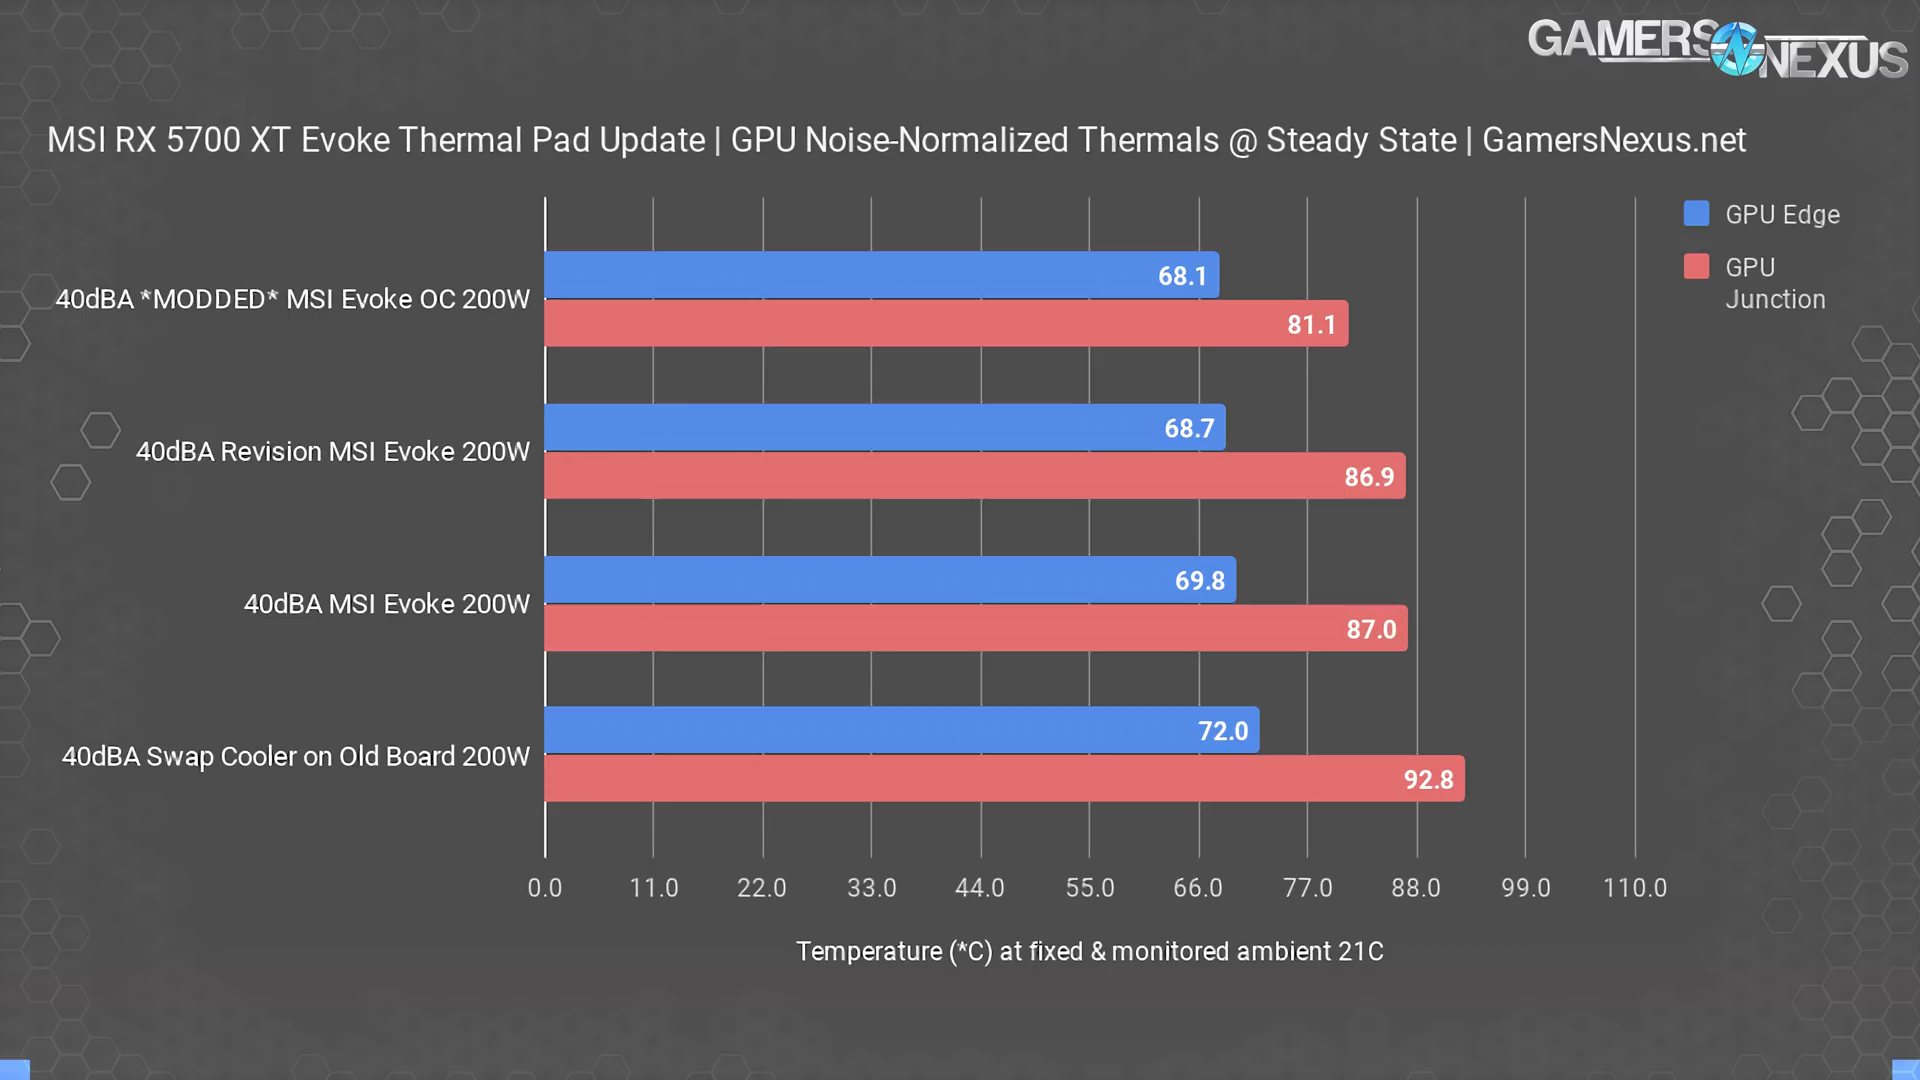 GAMERS NEXUS
MSI RX 5700 XT Evoke Thermal Pad Update | GPU Noise-Normalized Thermals @ Steady State | GamersNexus.net
GPU Edge
GPU
Junction
40dBA *MODDED* MSI Evoke OC 200W
68.1
81.1
40dBA Revision MSI Evoke 200W
68.7
86.9
40dBA MSI Evoke 200W
69.8
87.0
40dBA Swap Cooler on Old Board 200W
72.0
92.8
0.0 11.0 22.0 33.0 44.0 55.0 66.0 77.0 88.0 99.0 110.0
Temperature (*C) at fixed & monitored ambient 21C